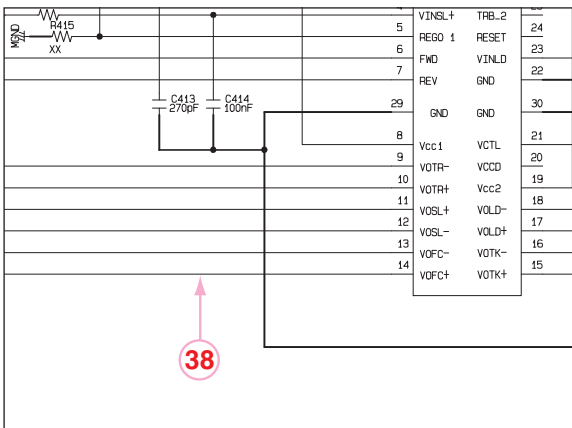 4 VINSL+ TRB_2
R415
MGND
XX
5 REGO 1 RESET 24
6 FWD VINLD 23
7 REV GND 22
C413
270pF
C414
100nF
29 GND GND 30
8 Vcc1 VCTL 21
9 VOTR- VCCD 20
10 VOTR+ Vcc2 19
11 VOSL+ VOLD- 18
12 VOSL- VOLD+ 17
13 VOFC- VOTK- 16
14 VOFC+ VOTK+ 15
38